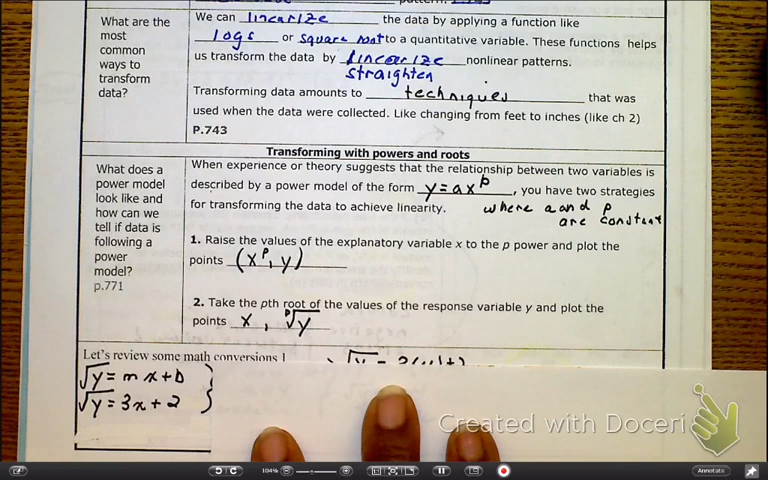 What are the
most
common
ways to
transform
data?
We can linearize the data by applying a function like
logs or square root to a quantitative variable. These functions helps
us transform the data by linearize nonlinear patterns.
straighten
Transforming data amounts to techniques that was
used when the data were collected. Like changing from feet to inches (like ch 2)
P.743
Transforming with powers and roots
What does a
power model
look like and
how can we
tell if data is
following a
power
model?
p.771
When experience or theory suggests that the relationship between two variables is
described by a power model of the form y=ax^p, you have two strategies
for transforming the data to achieve linearity. where a and p
are constant
1. Raise the values of the explanatory variable x to the p power and plot the
points (x^p, y)
2. Take the pth root of the values of the response variable y and plot the
points x, ᵖ√y
Let's review some math conversions !
√y = mx+b
√y = 3x+2
Created with Doceri
104%
Annotate